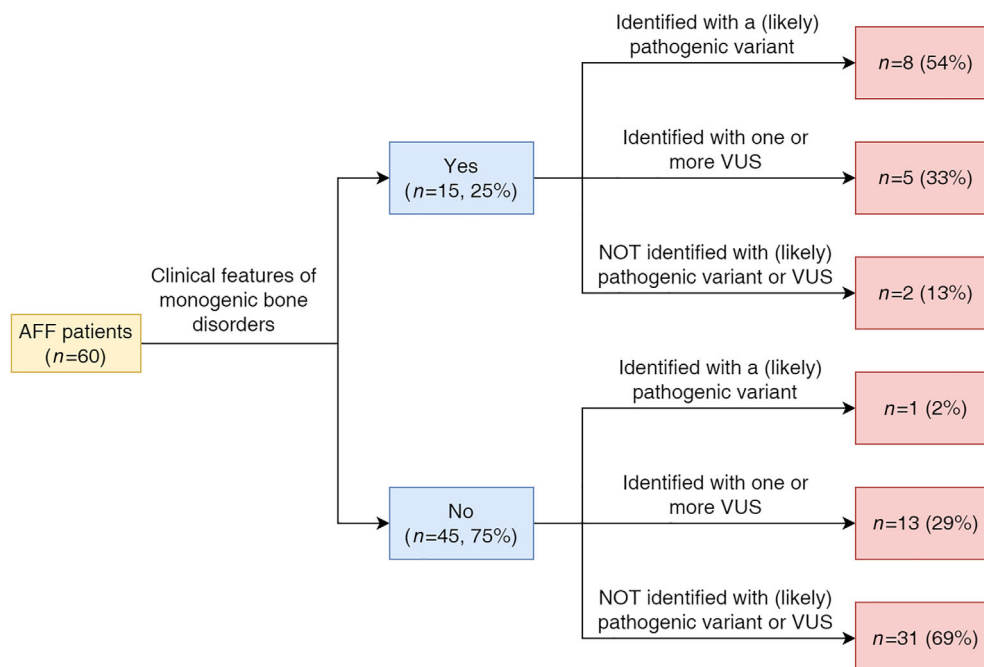 AFF patients
(n=60)
Clinical features of
monogenic bone
disorders
Yes
(n=15, 25%)
Identified with a (likely)
pathogenic variant
n=8 (54%)
Identified with one or
more VUS
n=5 (33%)
NOT identified with (likely)
pathogenic variant or VUS
n=2 (13%)
No
(n=45, 75%)
Identified with a (likely)
pathogenic variant
n=1 (2%)
Identified with one or
more VUS
n=13 (29%)
NOT identified with (likely)
pathogenic variant or VUS
n=31 (69%)